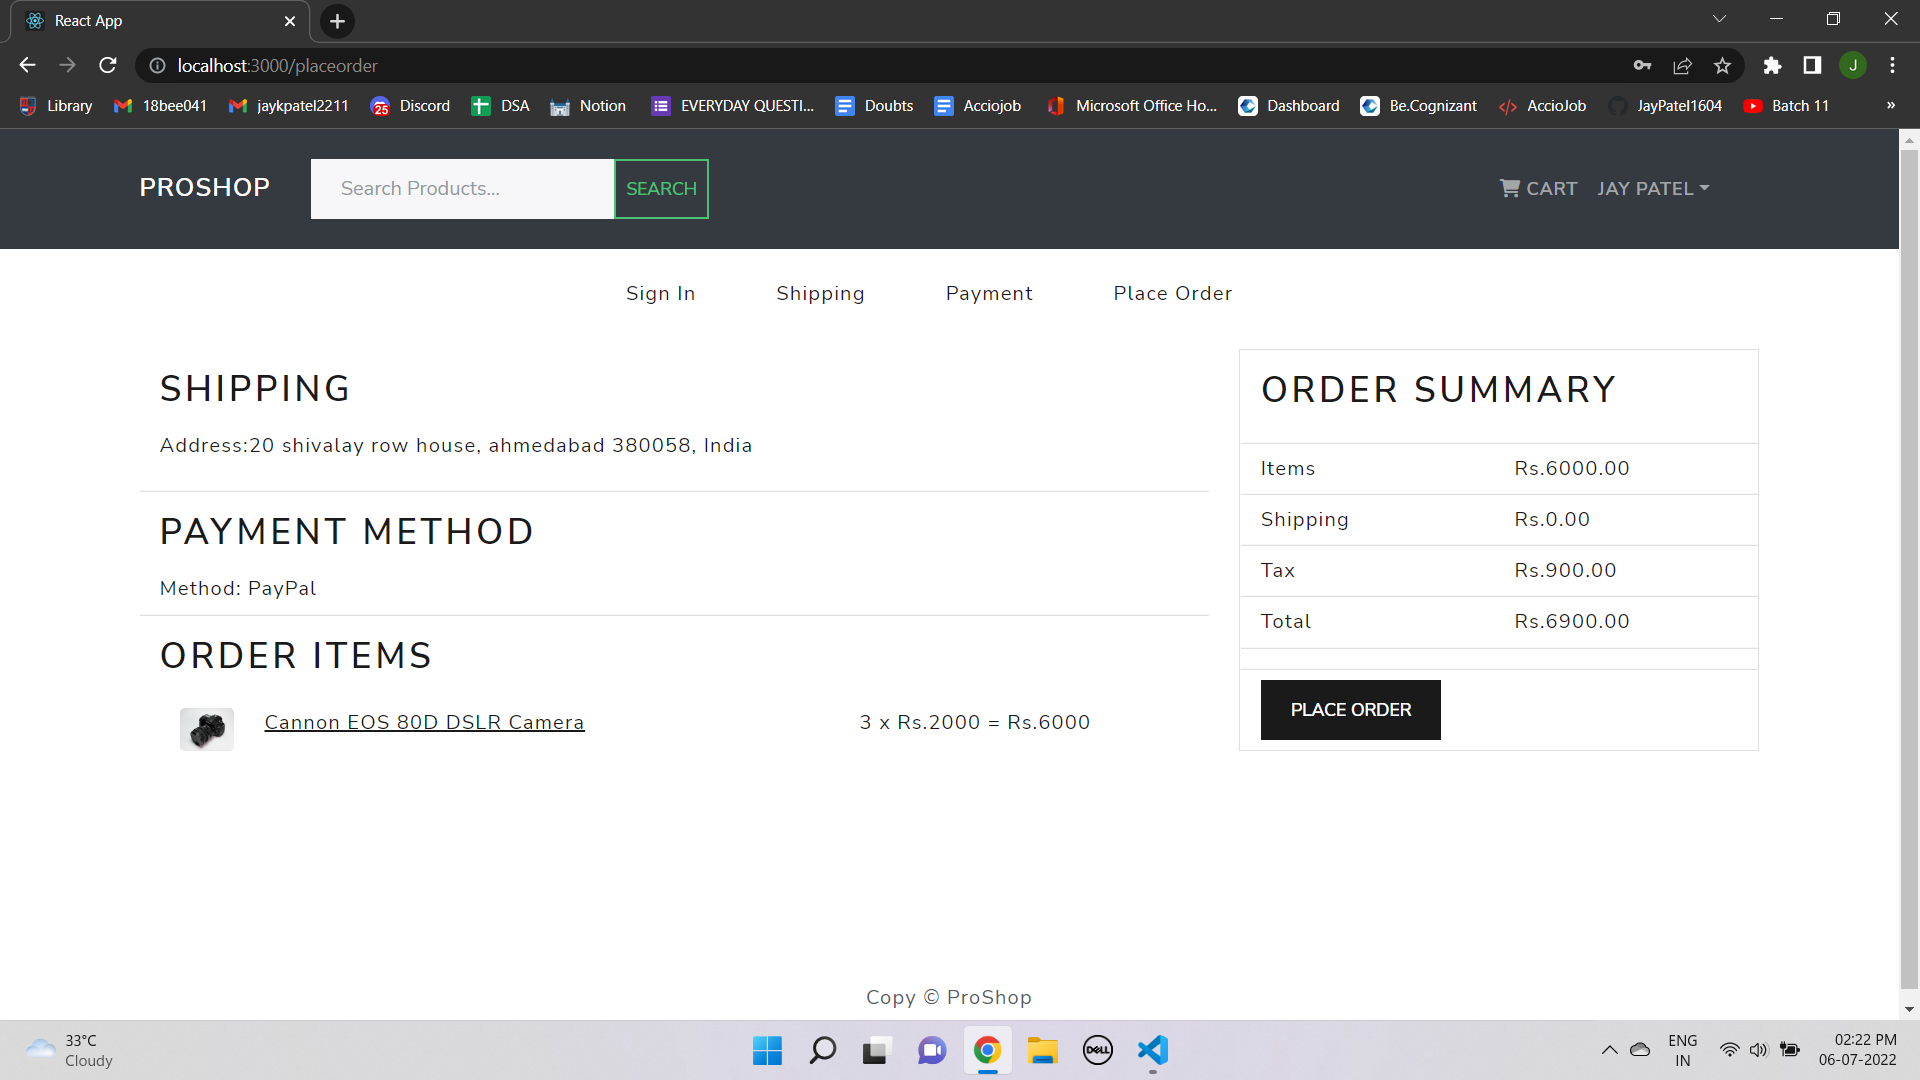 React App
localhost:3000/placeorder
J
Library 18bee041 jaykpatel2211 25 Discord DSA Notion EVERYDAY QUESTI... Doubts Acciojob Microsoft Office Ho... Dashboard Be.Cognizant AccioJob JayPatel1604 Batch 11 »
PROSHOP Search Products... SEARCH CART JAY PATEL
Sign In Shipping Payment Place Order
SHIPPING
Address:20 shivalay row house, ahmedabad 380058, India
PAYMENT METHOD
Method: PayPal
ORDER ITEMS
Cannon EOS 80D DSLR Camera 3 x Rs.2000 = Rs.6000
ORDER SUMMARY
Items Rs.6000.00
Shipping Rs.0.00
Tax Rs.900.00
Total Rs.6900.00
PLACE ORDER
Copy © ProShop
33°C
Cloudy
DELL
ENG
IN
02:22 PM
06-07-2022